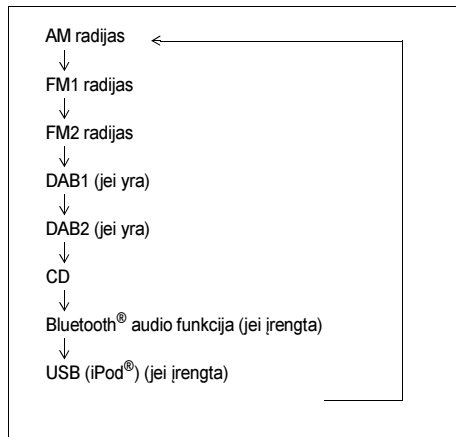 AM radijas
FM1 radijas
FM2 radijas
DAB1 (jei yra)
DAB2 (jei yra)
CD
Bluetooth® audio funkcija (jei įrengta)
USB (iPod®) (jei įrengta)